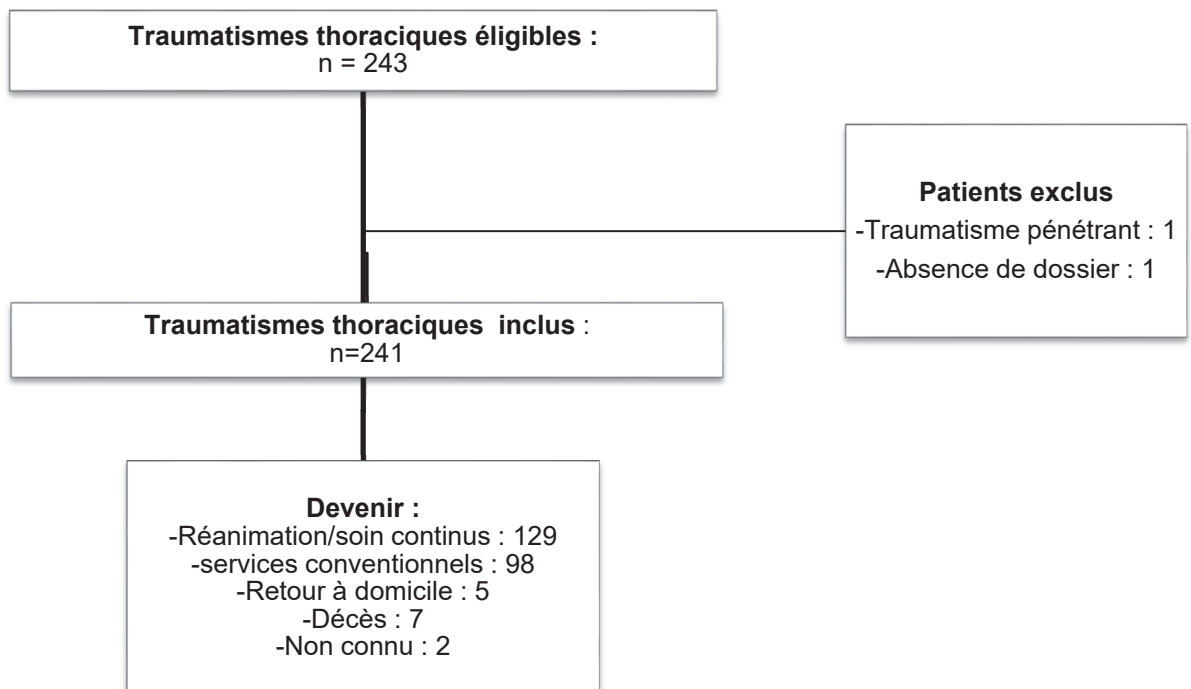 Traumatismes thoraciques éligibles :
n = 243
Patients exclus
-Traumatisme pénétrant : 1
-Absence de dossier : 1
Traumatismes thoraciques inclus :
n=241
Devenir :
-Réanimation/soin continus : 129
-services conventionnels : 98
-Retour à domicile : 5
-Décès : 7
-Non connu : 2